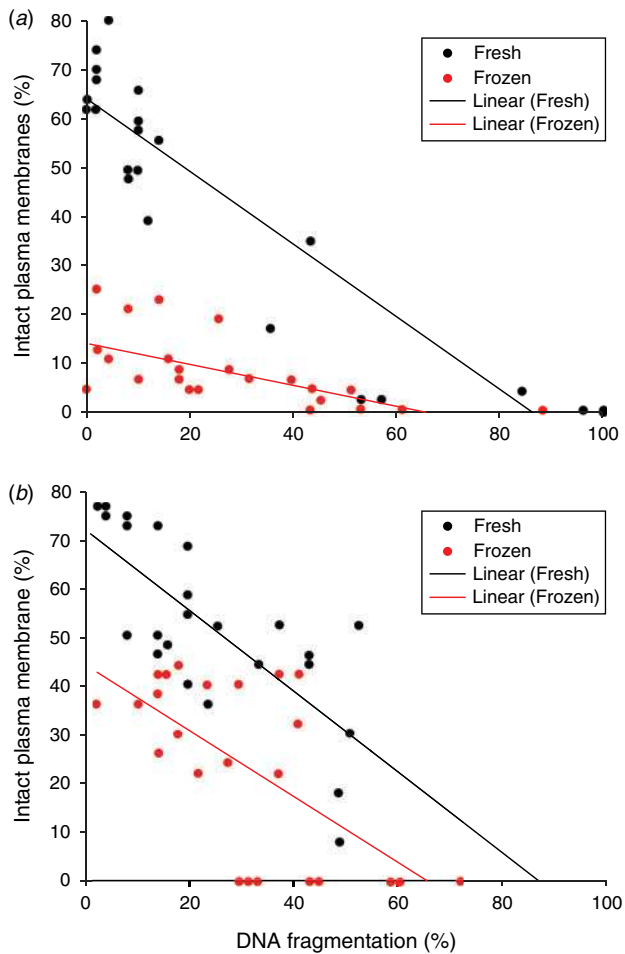 (a)
80
70
60
50
40
30
20
10
0
Intact plasma membranes (%)
Fresh
Frozen
Linear (Fresh)
Linear (Frozen)
0 20 40 60 80 100
(b)
80
70
60
50
40
30
20
10
0
Intact plasma membrane (%)
Fresh
Frozen
Linear (Fresh)
Linear (Frozen)
0 20 40 60 80 100
DNA fragmentation (%)